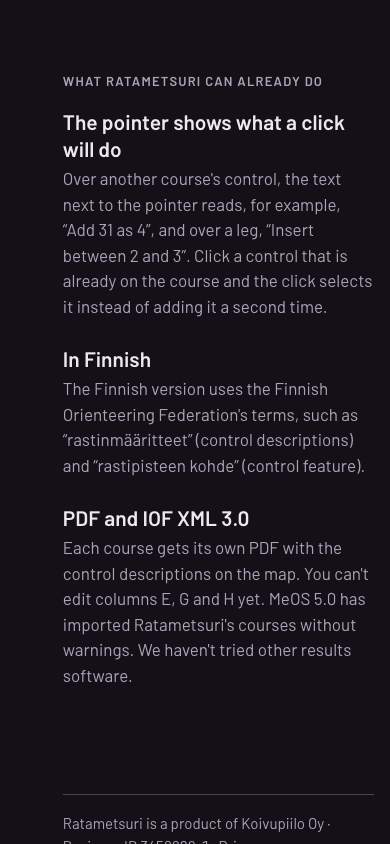 WHAT RATAMETSURI CAN ALREADY DO
The pointer shows what a click
will do
Over another course's control, the text
next to the pointer reads, for example,
“Add 31 as 4”, and over a leg, “Insert
between 2 and 3”. Click a control that is
already on the course and the click selects
it instead of adding it a second time.
In Finnish
The Finnish version uses the Finnish
Orienteering Federation's terms, such as
“rastinmääritteet” (control descriptions)
and “rastipisteen kohde” (control feature).
PDF and IOF XML 3.0
Each course gets its own PDF with the
control descriptions on the map. You can't
edit columns E, G and H yet. MeOS 5.0 has
imported Ratametsuri's courses without
warnings. We haven't tried other results
software.
Ratametsuri is a product of Koivupiilo Oy ·